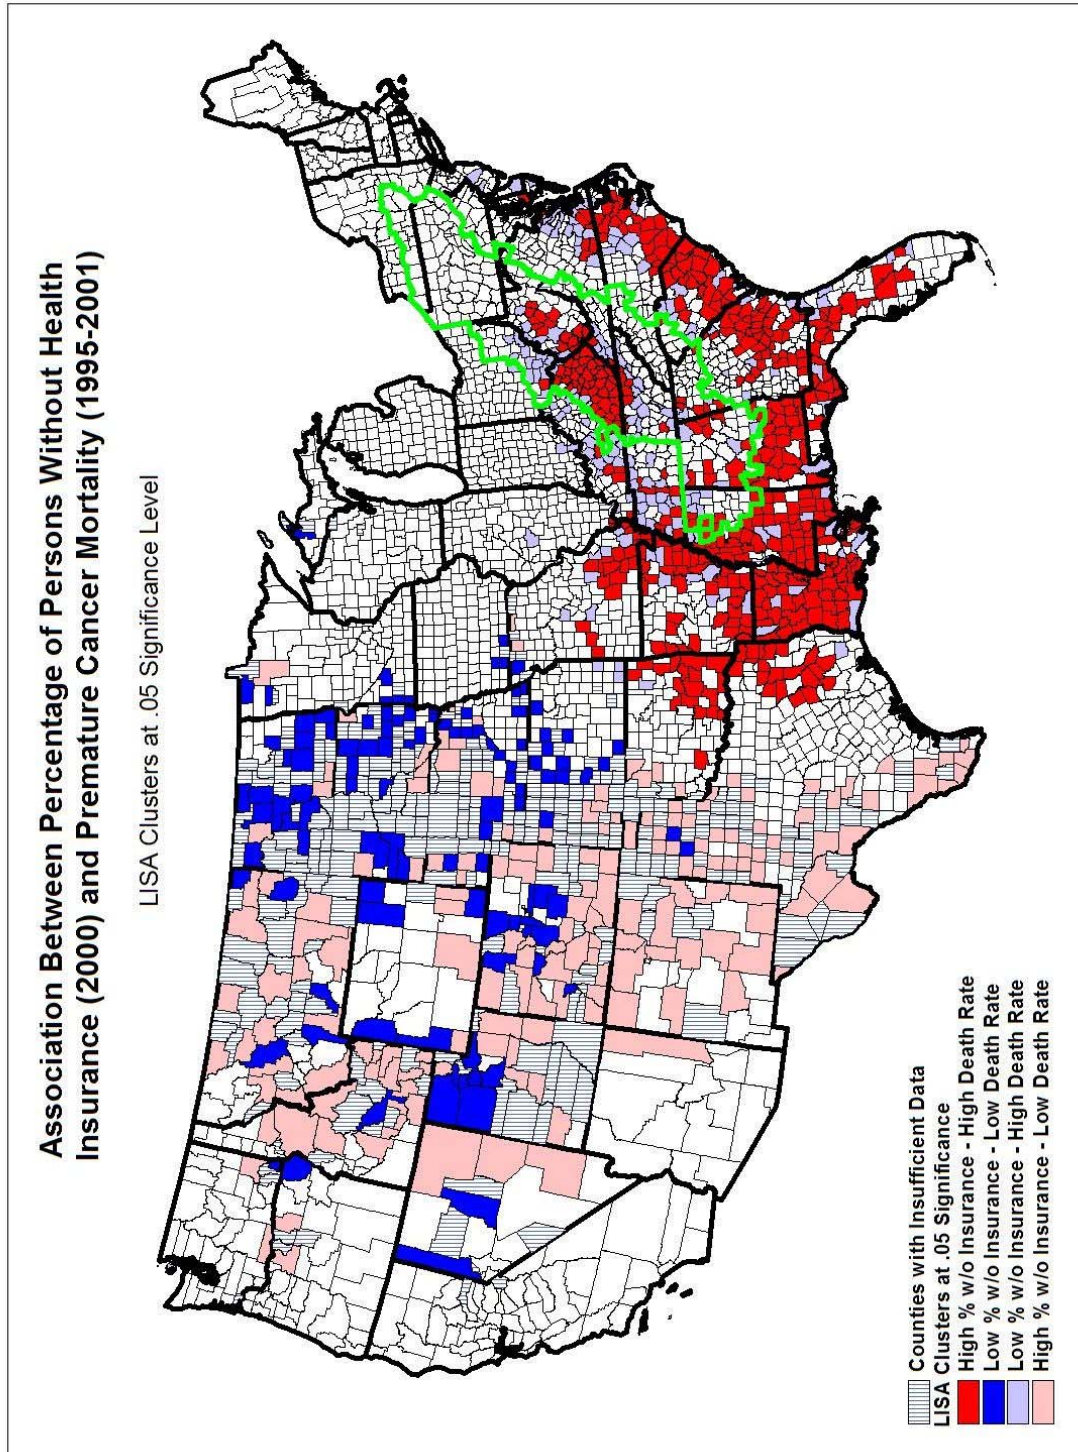 Association Between Percentage of Persons Without Health
Insurance (2000) and Premature Cancer Mortality (1995-2001)
LISA Clusters at .05 Significance Level
Counties with Insufficient Data
LISA Clusters at .05 Significance
High % w/o Insurance - High Death Rate
Low % w/o Insurance - Low Death Rate
Low % w/o Insurance - High Death Rate
High % w/o Insurance - Low Death Rate